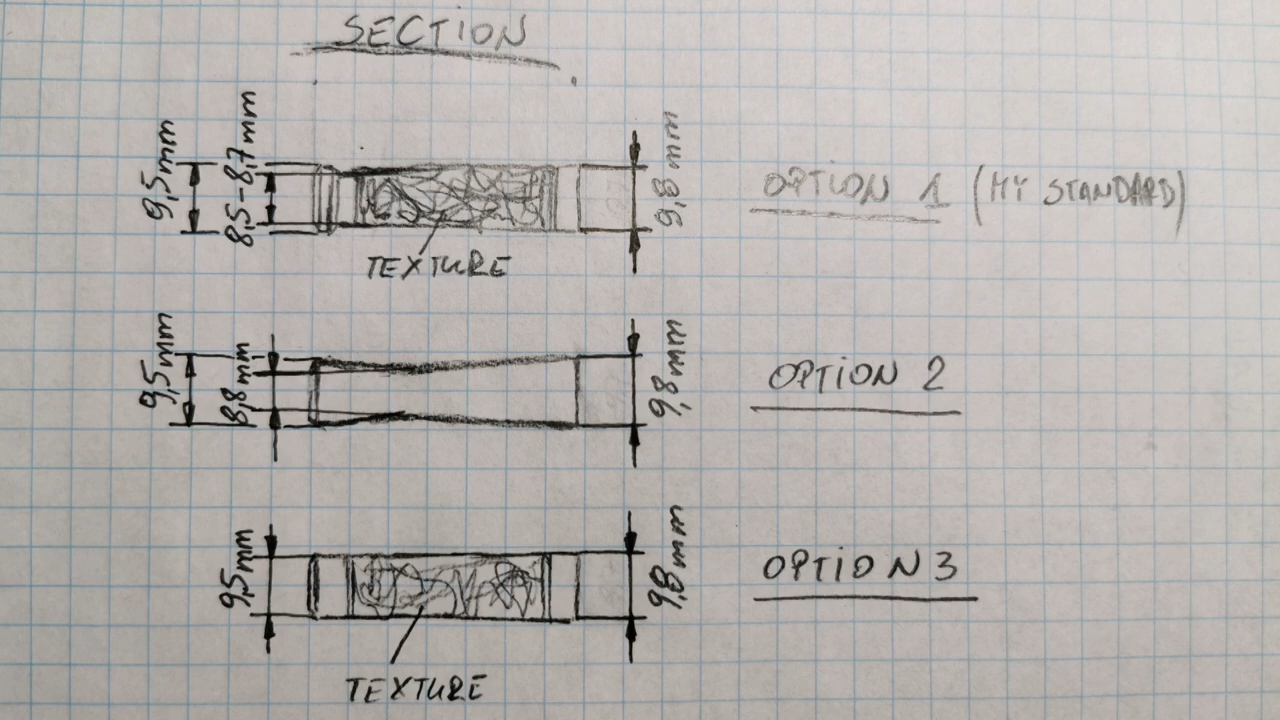 SECTION
9,5mm
8,5-8,7mm
9,8mm
OPTION 1 (MY STANDARD)
TEXTURE
9,5mm
8,8mm
9,8mm
OPTION 2
9,5mm
9,8mm
OPTION 3
TEXTURE